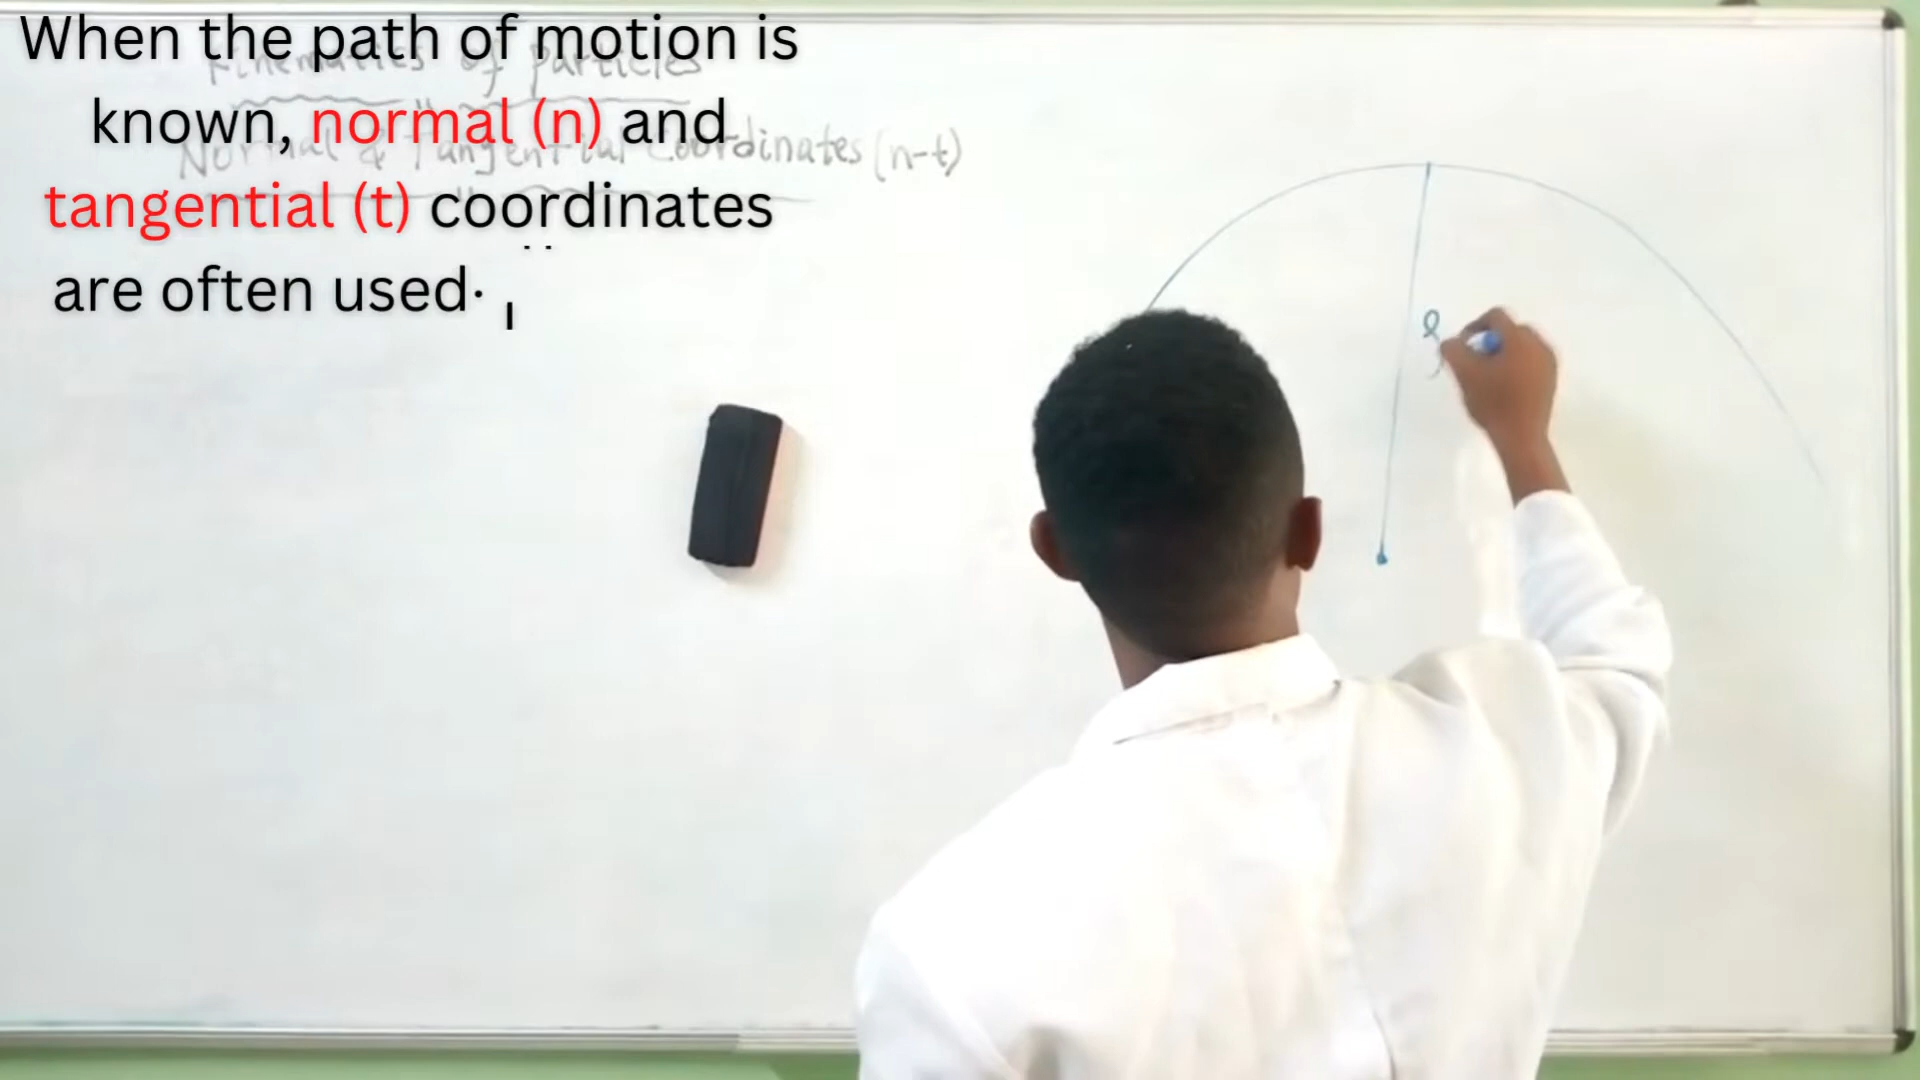 When the path of motion is
Kinematics of particles
known, normal (n) and
Normal & Tangential Coordinates (n-t)
tangential (t) coordinates
are often used.